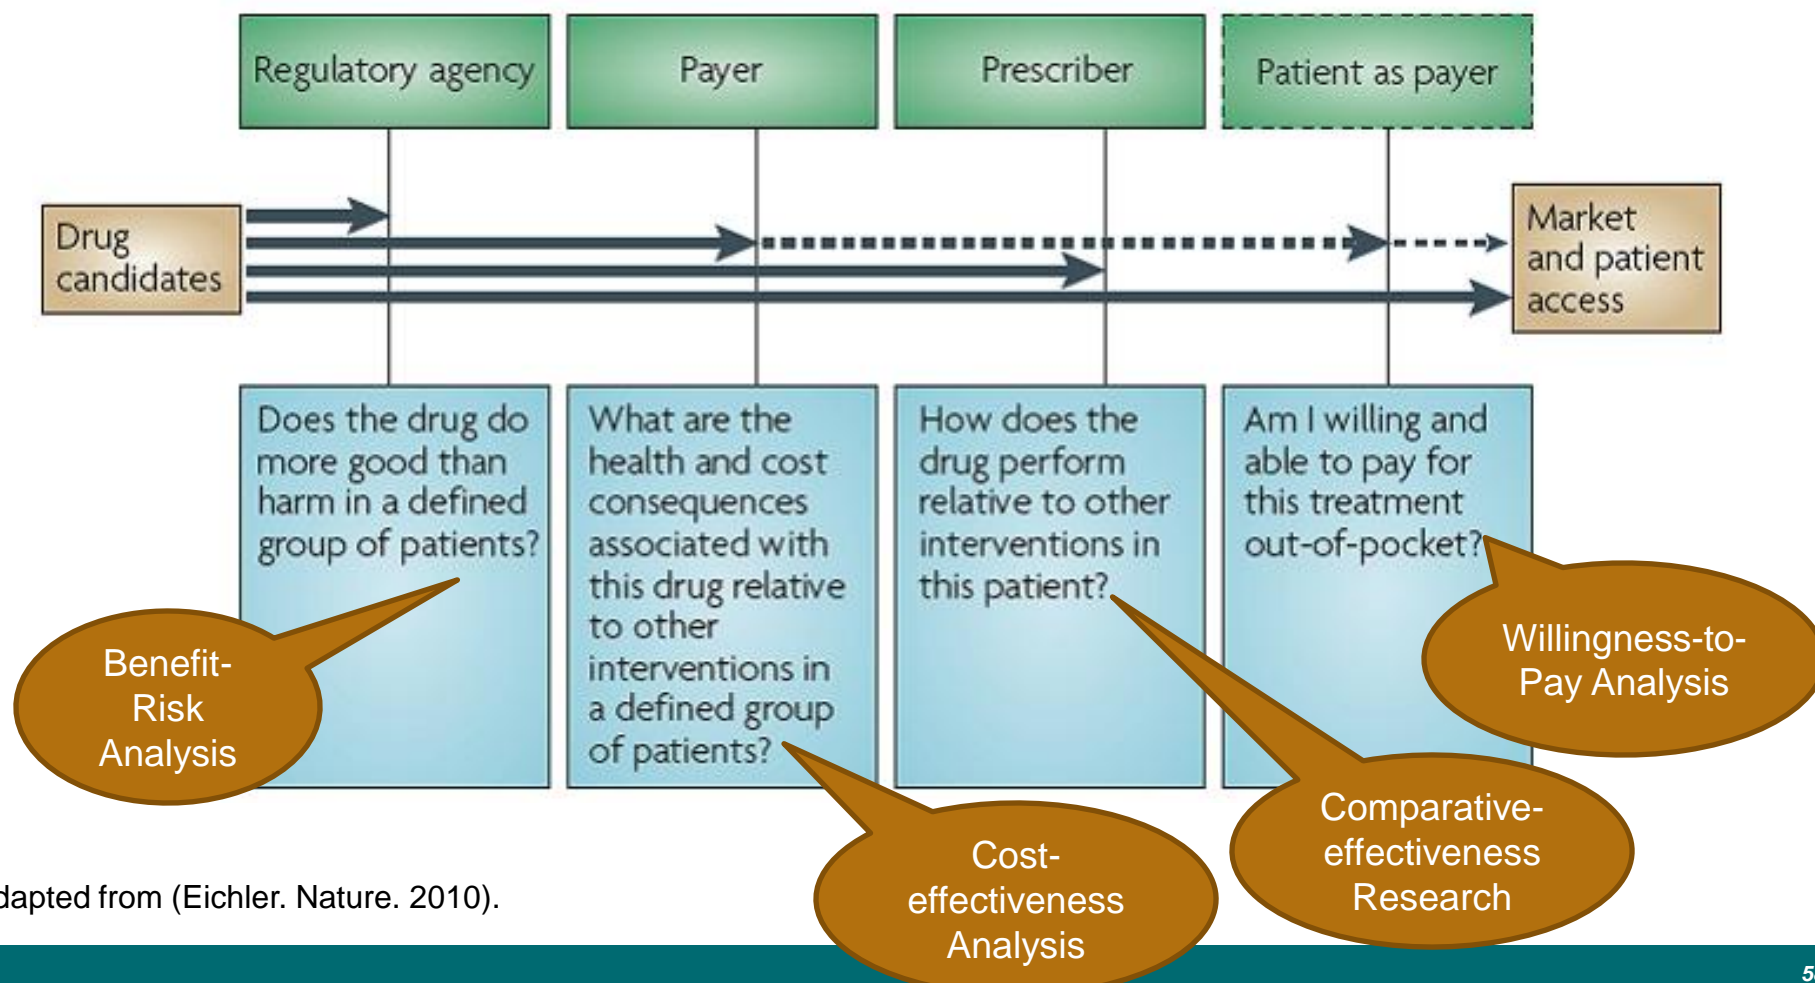 Regulatory agency
Payer
Prescriber
Patient as payer
Drug
candidates
Market
and patient
access
Does the drug do
more good than
harm in a defined
group of patients?
What are the
health and cost
consequences
associated with
this drug relative
to other
interventions in
a defined group
of patients?
How does the
drug perform
relative to other
interventions in
this patient?
Am I willing and
able to pay for
this treatment
out-of-pocket?
Benefit-
Risk
Analysis
Cost-
effectiveness
Analysis
Comparative-
effectiveness
Research
Willingness-to-
Pay Analysis
dapted from (Eichler. Nature. 2010).